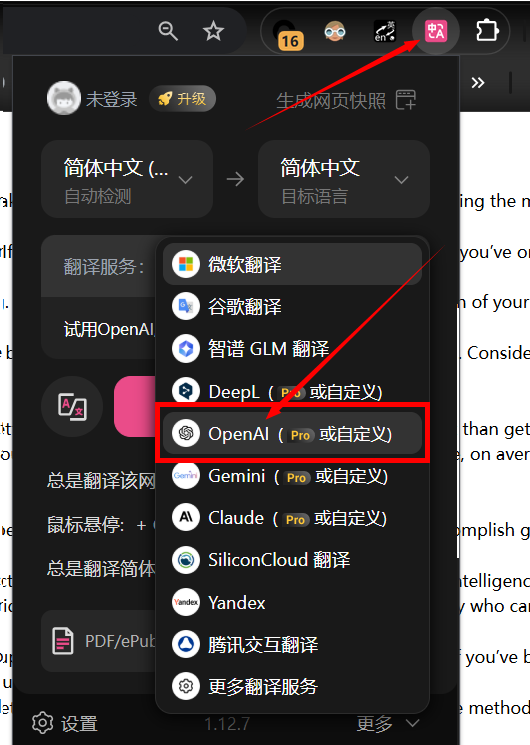 16
en 英
未登录
升级
生成网页快照
简体中文 (...
自动检测
简体中文
目标语言
翻译服务:
试用OpenAI
微软翻译
谷歌翻译
智谱 GLM 翻译
DeepL ( Pro 或自定义)
OpenAI ( Pro 或自定义)
Gemini ( Pro 或自定义)
Claude ( Pro 或自定义)
SiliconCloud 翻译
Yandex
腾讯交互翻译
更多翻译服务
总是翻译该网
鼠标悬停: +
总是翻译简体
PDF/ePub
设置
1.12.7
更多
ing the m
you've or
n of your
. Conside
than get
, on aver
omplish g
ntelligenc
y who car
f you've b
e method